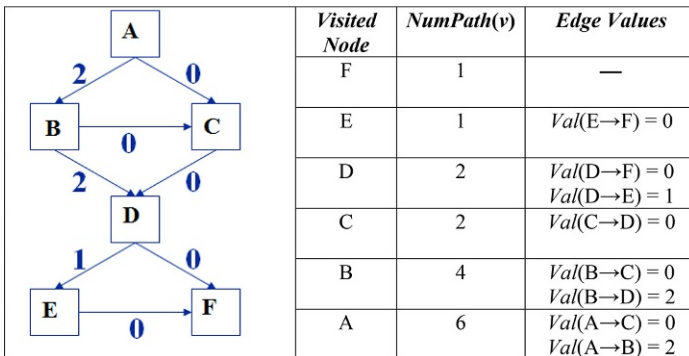 A
2 0
B C
0
2 0
D
1 0
E F
0
Visited Node NumPath(v) Edge Values
F 1 —
E 1 Val(E→F) = 0
D 2 Val(D→F) = 0
Val(D→E) = 1
C 2 Val(C→D) = 0
B 4 Val(B→C) = 0
Val(B→D) = 2
A 6 Val(A→C) = 0
Val(A→B) = 2